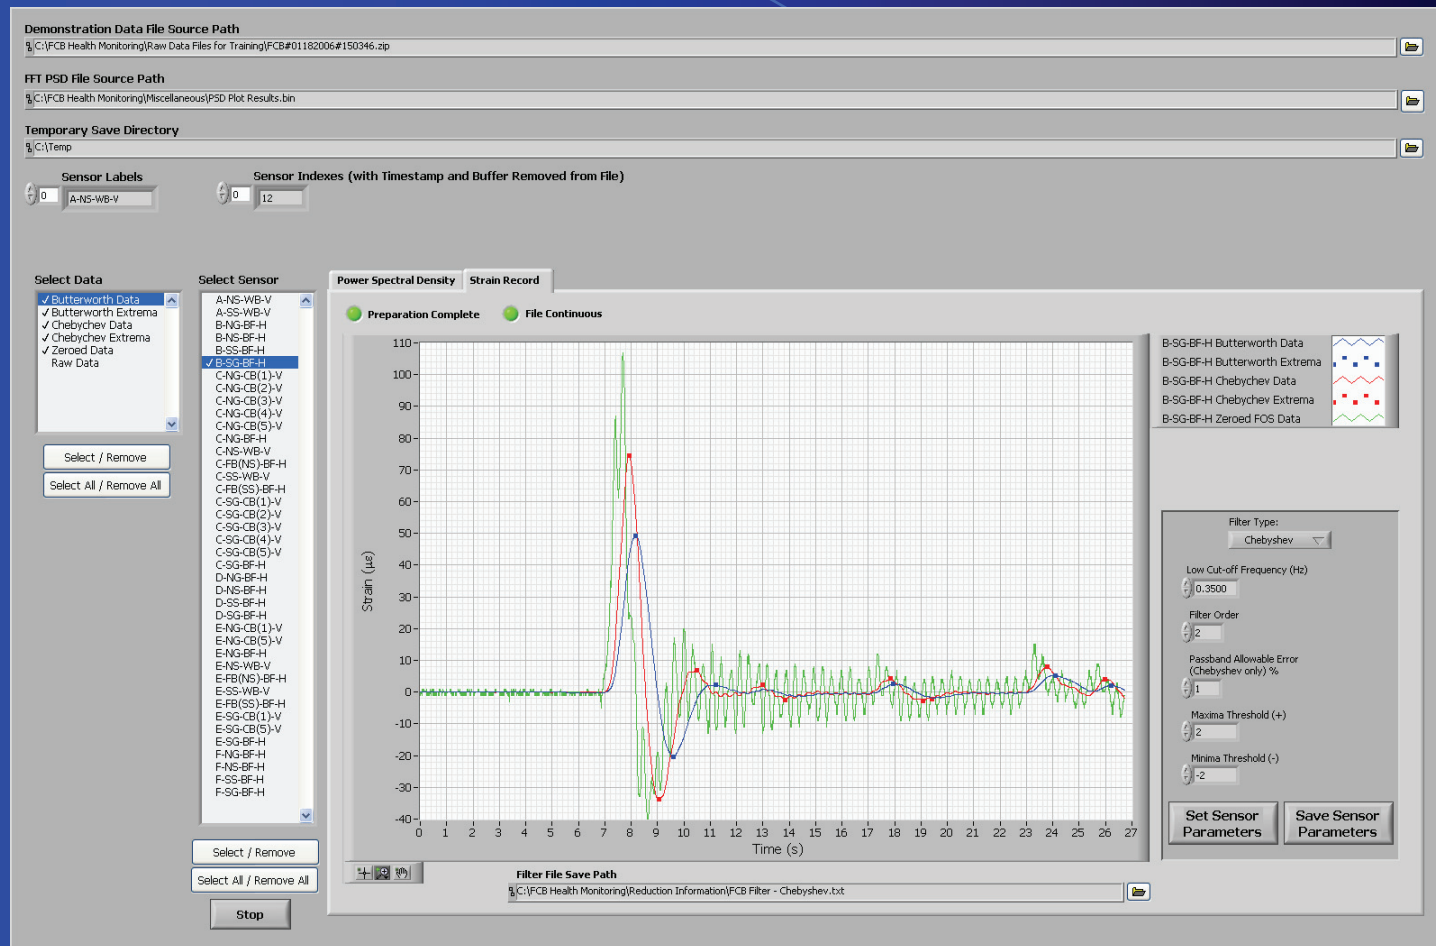 Demonstration Data File Source Path
C:\FCB Health Monitoring\Raw Data Files for Training\FCB#01182006#150346.zip
FFT PSD File Source Path
C:\FCB Health Monitoring\Miscellaneous\PSD Plot Results.bin
Temporary Save Directory
C:\Temp
Sensor Labels
0
A-NS-WB-V
Sensor Indexes (with Timestamp and Buffer Removed from File)
0
12
Select Data
Butterworth Data
Butterworth Extrema
Chebychev Data
Chebychev Extrema
Zeroed Data
Raw Data
Select / Remove
Select All / Remove All
Select Sensor
A-NS-WB-V
A-SS-WB-V
B-NG-BF-H
B-NS-BF-H
B-SS-BF-H
B-SG-BF-H
C-NG-CB(1)-V
C-NG-CB(2)-V
C-NG-CB(3)-V
C-NG-CB(4)-V
C-NG-CB(5)-V
C-NG-BF-H
C-NS-WB-V
C-FB(NS)-BF-H
C-SS-WB-V
C-FB(SS)-BF-H
C-SG-CB(1)-V
C-SG-CB(2)-V
C-SG-CB(3)-V
C-SG-CB(4)-V
C-SG-CB(5)-V
C-SG-BF-H
D-NG-BF-H
D-NS-BF-H
D-SS-BF-H
D-SG-BF-H
E-NG-CB(1)-V
E-NG-CB(5)-V
E-NG-BF-H
E-NS-WB-V
E-FB(NS)-BF-H
E-SS-WB-V
E-FB(SS)-BF-H
E-SG-CB(1)-V
E-SG-CB(5)-V
E-SG-BF-H
F-NG-BF-H
F-NS-BF-H
F-SS-BF-H
F-SG-BF-H
Select / Remove
Select All / Remove All
Stop
Power Spectral Density
Strain Record
Preparation Complete
File Continuous
110
100
90
80
70
60
50
40
30
20
10
0
-10
-20
-30
-40
Strain (µε)
0 1 2 3 4 5 6 7 8 9 10 11 12 13 14 15 16 17 18 19 20 21 22 23 24 25 26 27
Time (s)
B-SG-BF-H Butterworth Data
B-SG-BF-H Butterworth Extrema
B-SG-BF-H Chebychev Data
B-SG-BF-H Chebychev Extrema
B-SG-BF-H Zeroed FOS Data
Filter Type:
Chebyshev
Low Cut-off Frequency (Hz)
0.3500
Filter Order
2
Passband Allowable Error
(Chebyshev only) %
1
Maxima Threshold (+)
2
Minima Threshold (-)
-2
Set Sensor
Parameters
Save Sensor
Parameters
Filter File Save Path
C:\FCB Health Monitoring\Reduction Information\FCB Filter - Chebyshev.txt